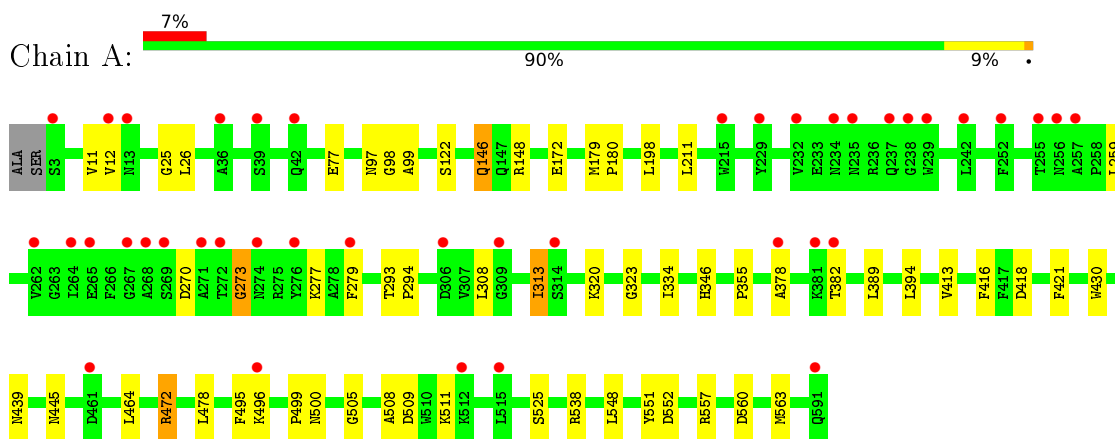 7%
Chain A:
90% 9% •
ALA SER S3 V11 V12 N13 G25 L26 A36 S39 Q42 E77 N97 G98 A99 S122 Q146 Q147 R148 E172 M179 P180 L198 L211 W215 Y229 V232 E233 N234 N235 R236 Q237 G238 W239 L242 F252 T255 N256 A257 P258 L259
V262 G263 I264 E265 F266 G267 A268 S269 D270 A271 T272 G273 N274 R275 Y276 K277 A278 F279 T293 P294 D306 V307 L308 G309 I313 S314 K320 G323 I334 H346 P355 A378 K381 T382 L389 L394 V413 F416 F417 D418 F421 W430
N439 N445 D461 L464 R472 L478 F495 K496 P499 N500 G505 A508 D509 W510 K511 K512 L515 S525 R538 L548 Y551 D552 R557 D560 M563 Q591